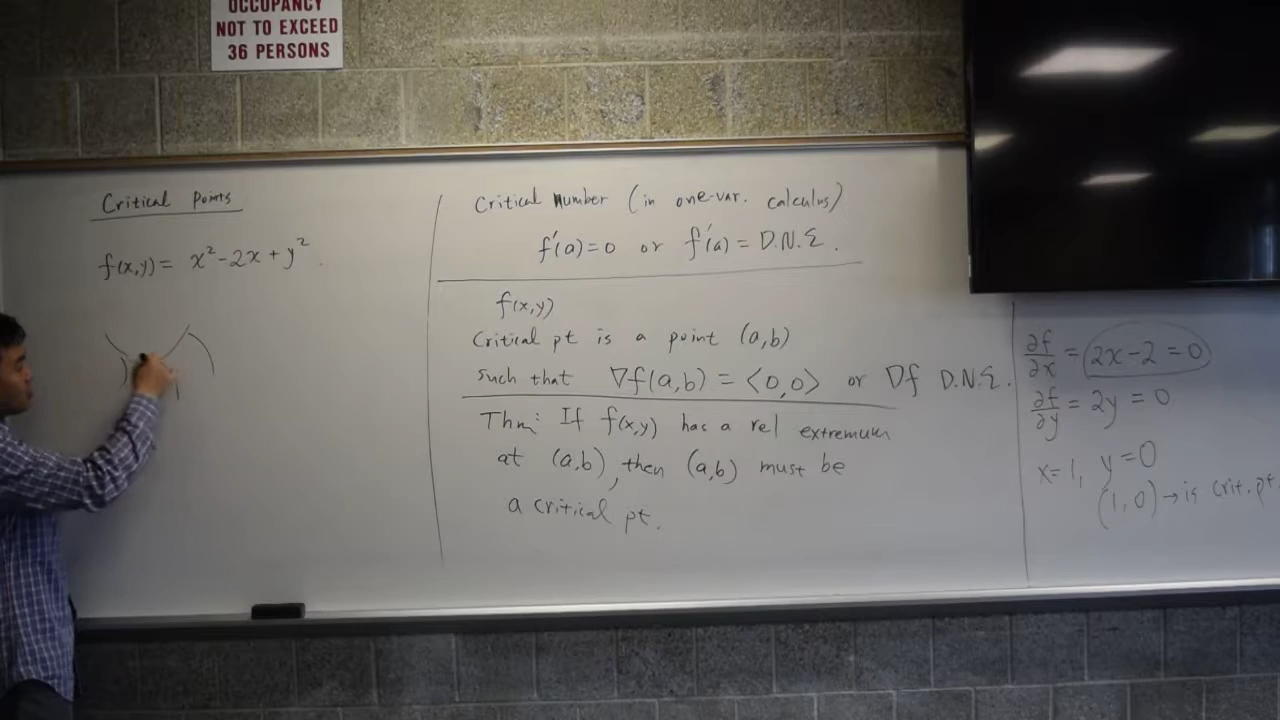 OCCUPANCY
NOT TO EXCEED
36 PERSONS
Critical Points
f(x,y) = x² - 2x + y²
Critical Number (in one-var. calculus)
f'(a) = 0 or f'(a) = D.N.E.
f(x,y)
Critical pt is a point (a,b)
such that ∇f(a,b) = <0,0> or ∇f D.N.E.
Thm: If f(x,y) has a rel extremum
at (a,b), then (a,b) must be
a critical pt.
∂f/∂x = 2x-2 = 0
∂f/∂y = 2y = 0
x=1, y=0
(1,0) → is crit. pt.